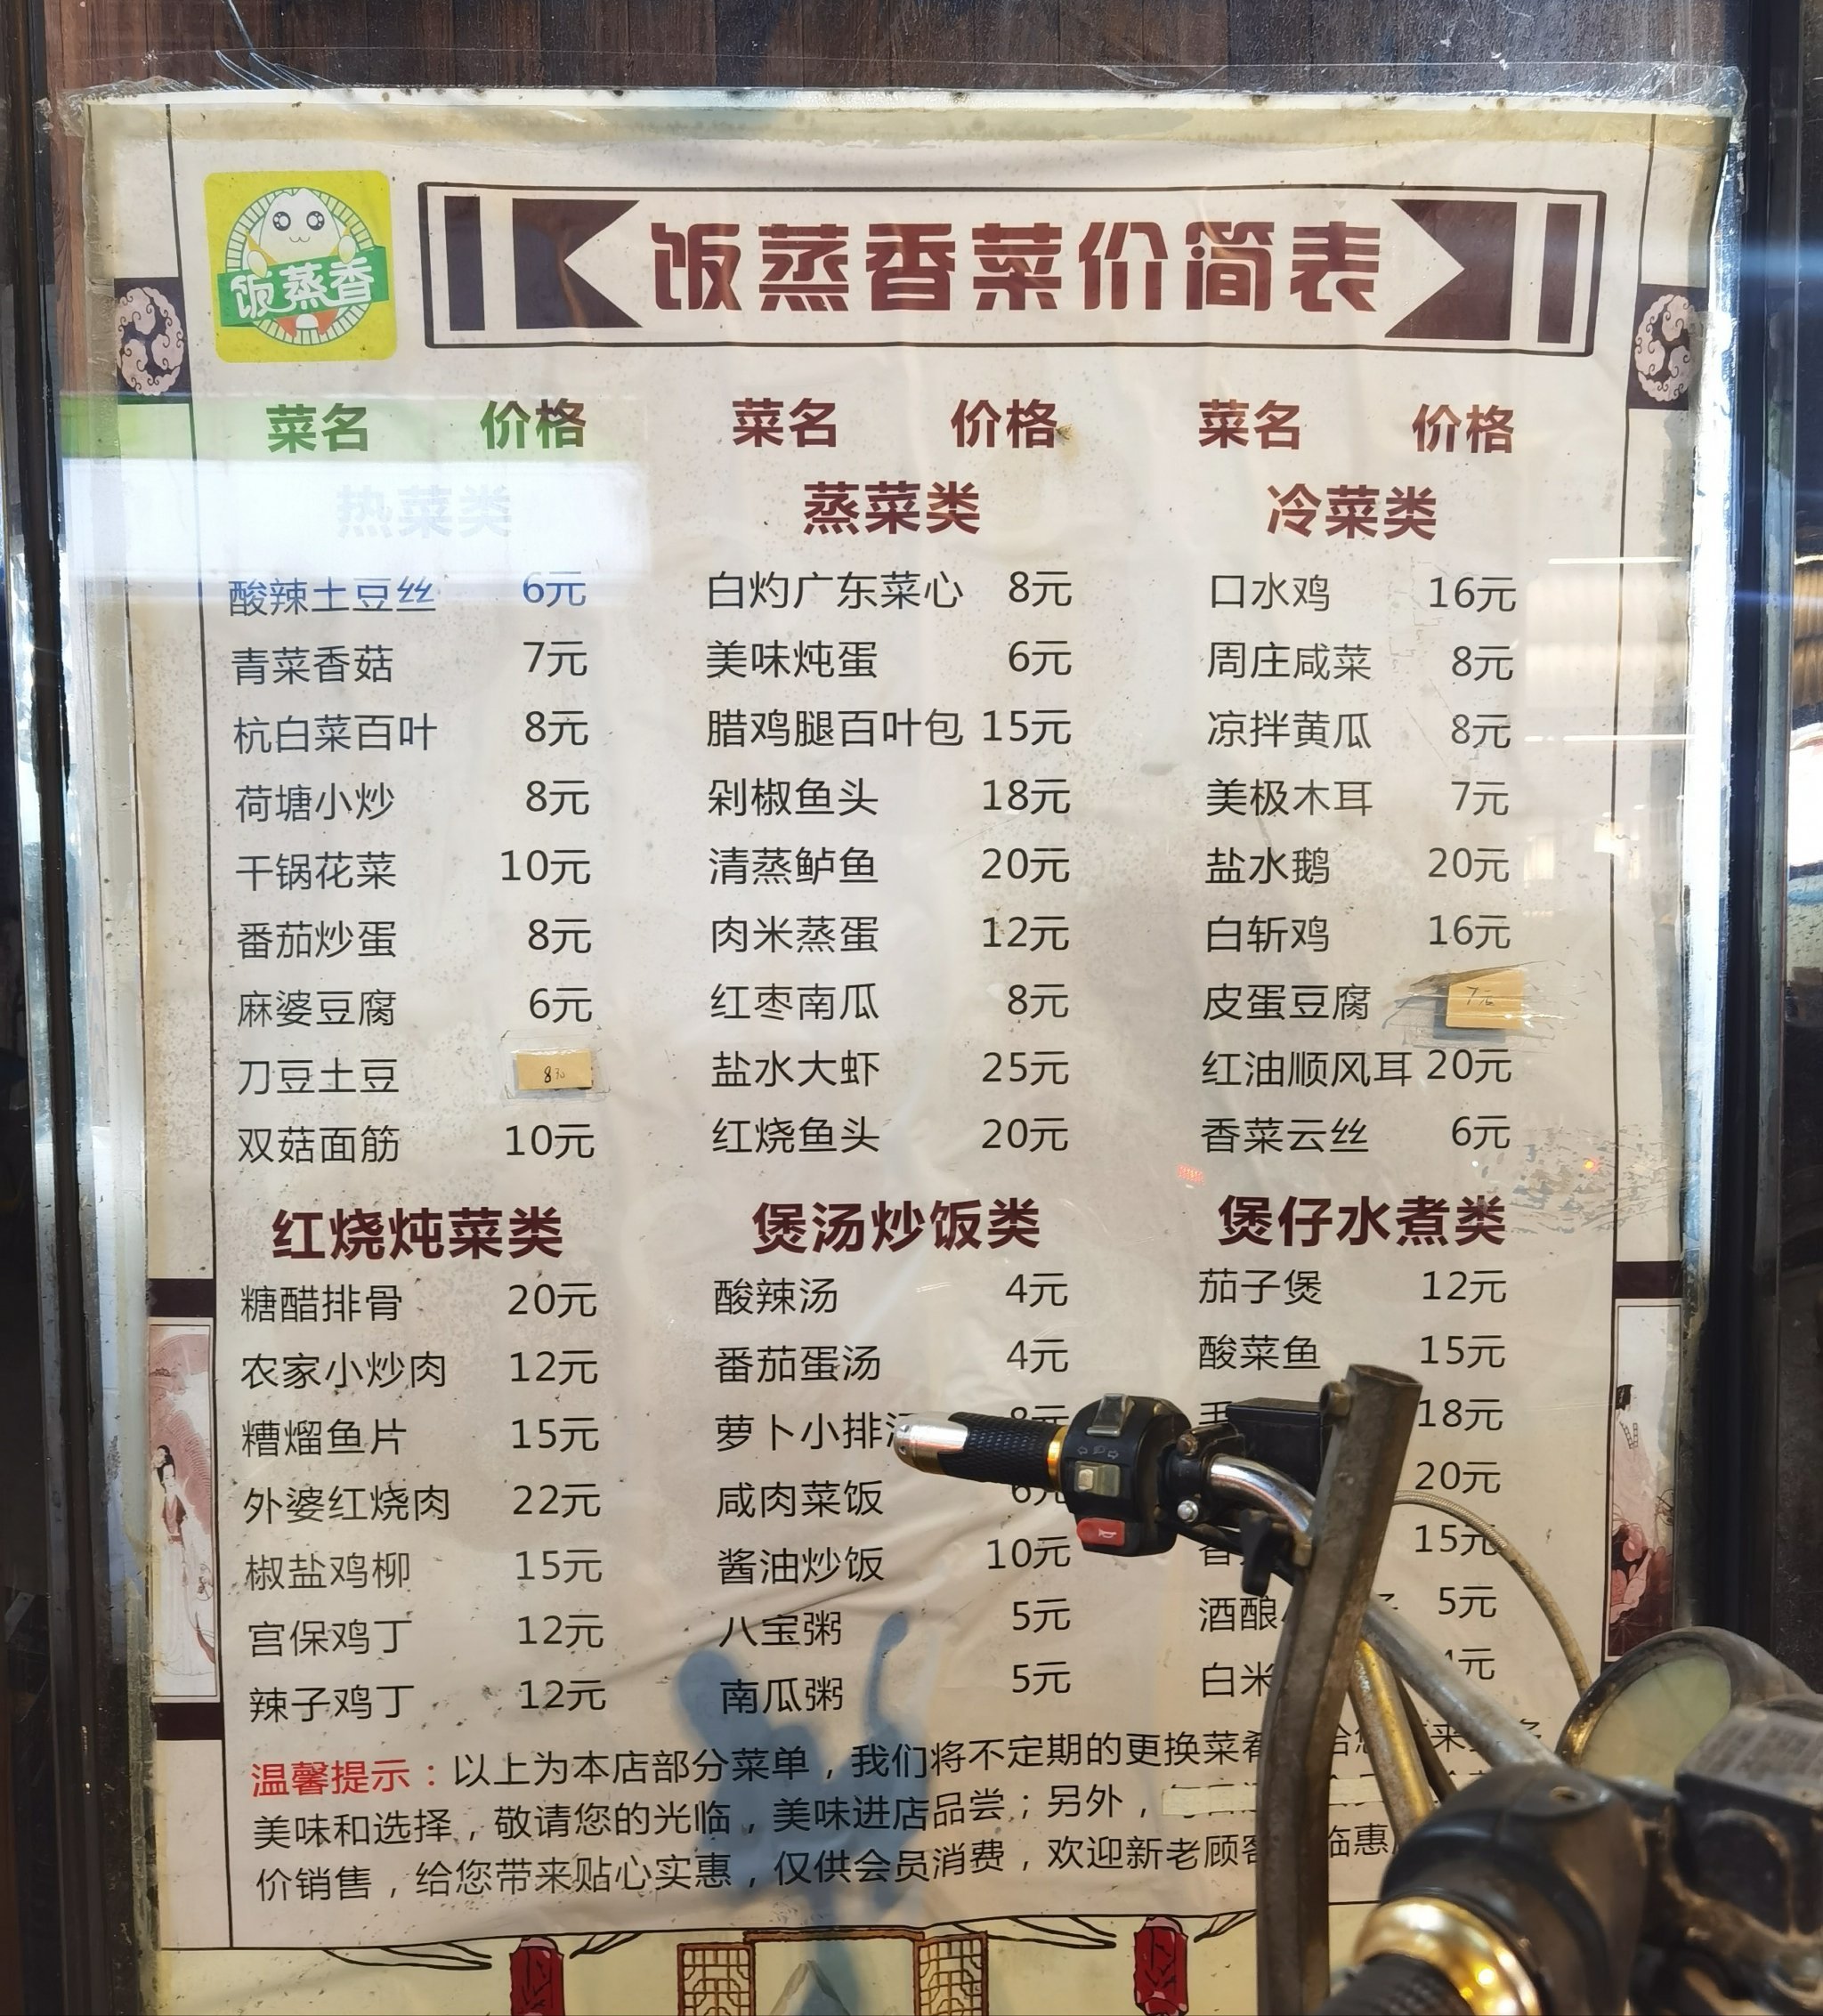 饭蒸香
饭蒸香菜价简表
菜名 价格
热菜类
酸辣土豆丝 6元
青菜香菇 7元
杭白菜百叶 8元
荷塘小炒 8元
干锅花菜 10元
番茄炒蛋 8元
麻婆豆腐 6元
刀豆土豆 8元
双菇面筋 10元
红烧炖菜类
糖醋排骨 20元
农家小炒肉 12元
糟熘鱼片 15元
外婆红烧肉 22元
椒盐鸡柳 15元
宫保鸡丁 12元
辣子鸡丁 12元
菜名 价格
蒸菜类
白灼广东菜心 8元
美味炖蛋 6元
腊鸡腿百叶包 15元
剁椒鱼头 18元
清蒸鲈鱼 20元
肉米蒸蛋 12元
红枣南瓜 8元
盐水大虾 25元
红烧鱼头 20元
煲汤炒饭类
酸辣汤 4元
番茄蛋汤 4元
萝卜小排汤 8元
咸肉菜饭 6元
酱油炒饭 10元
八宝粥 5元
南瓜粥 5元
菜名 价格
冷菜类
口水鸡 16元
周庄咸菜 8元
凉拌黄瓜 8元
美极木耳 7元
盐水鹅 20元
白斩鸡 16元
皮蛋豆腐 7元
红油顺风耳 20元
香菜云丝 6元
煲仔水煮类
茄子煲 12元
酸菜鱼 15元
18元
20元
15元
酒酿 5元
白米 元
温馨提示：以上为本店部分菜单，我们将不定期的更换菜肴 给您 来
美味和选择，敬请您的光临，美味进店品尝；另外，
价销售，给您带来贴心实惠，仅供会员消费，欢迎新老顾客 临惠